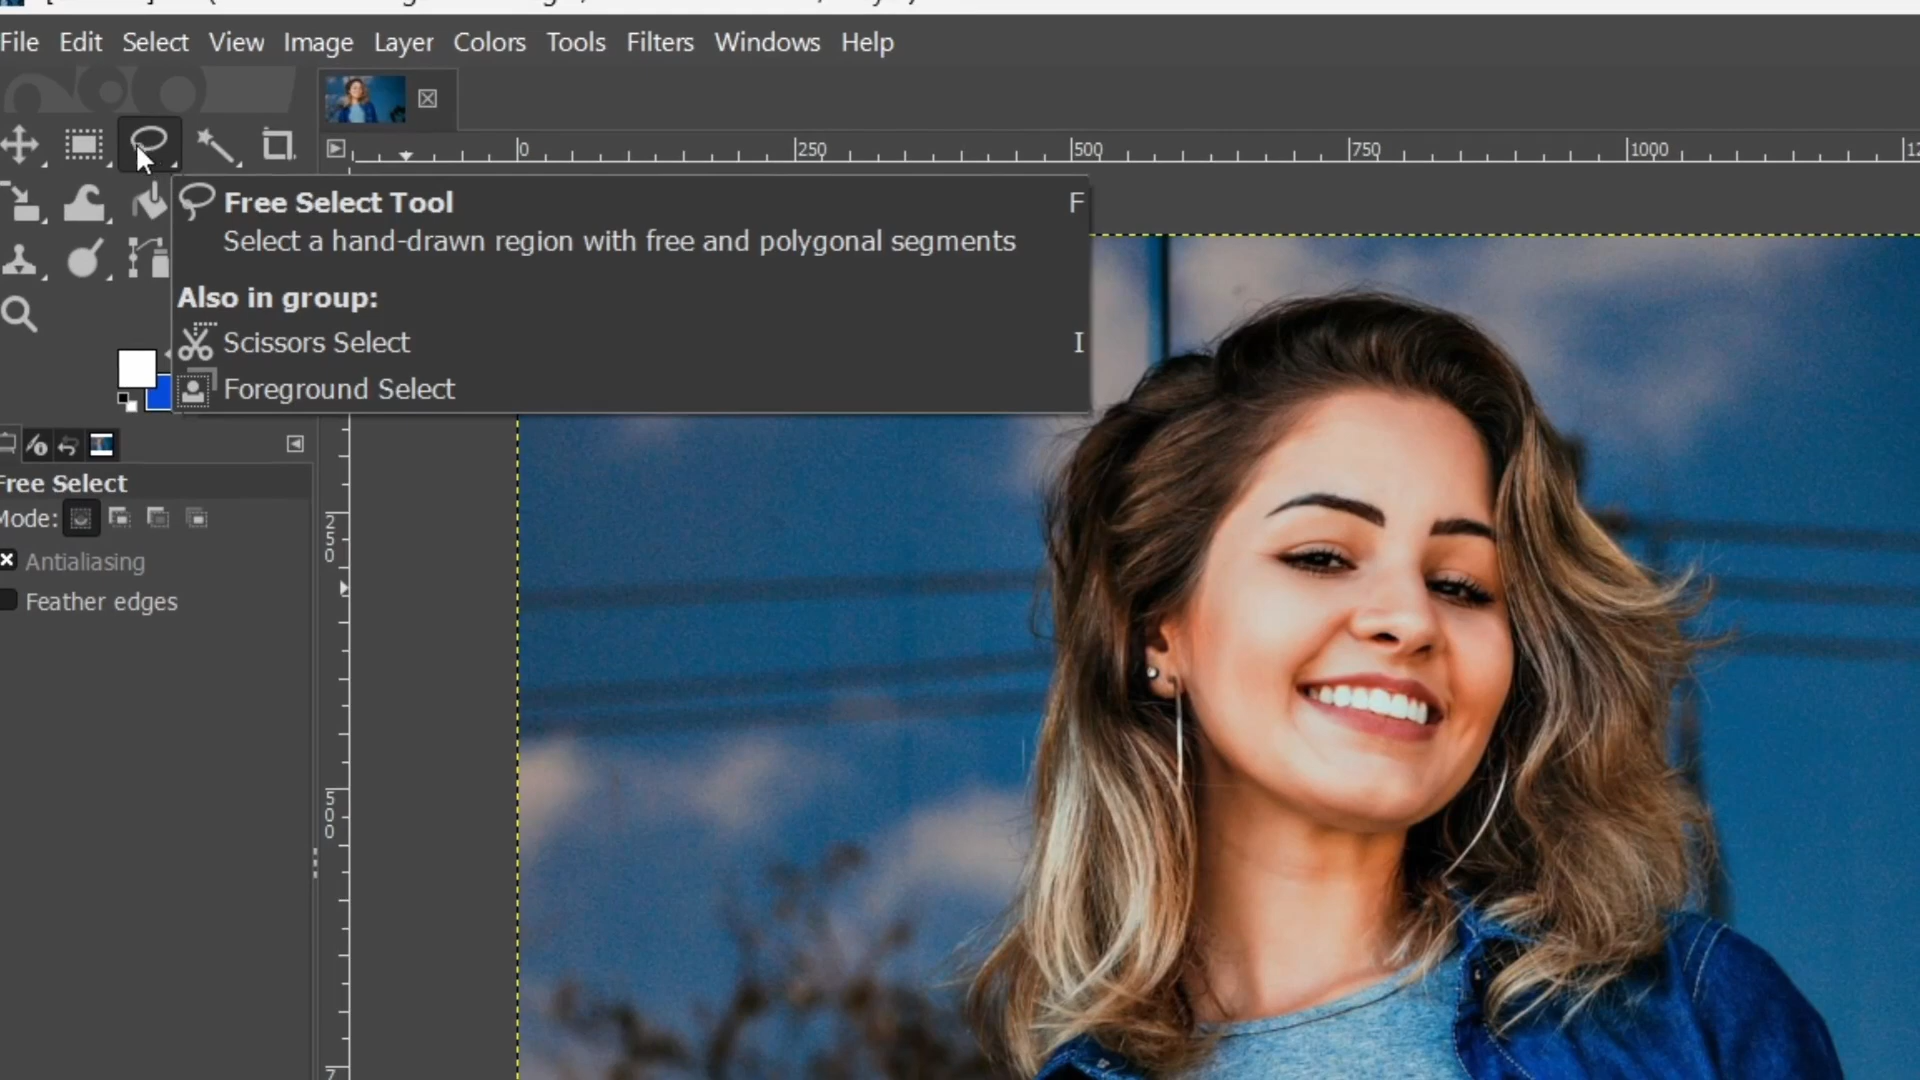 File Edit Select View Image Layer Colors Tools Filters Windows Help
0 250 500 750 1000
Free Select Tool F
Select a hand-drawn region with free and polygonal segments
Also in group:
Scissors Select I
Foreground Select
Free Select
Mode:
Antialiasing
Feather edges
250
500
7